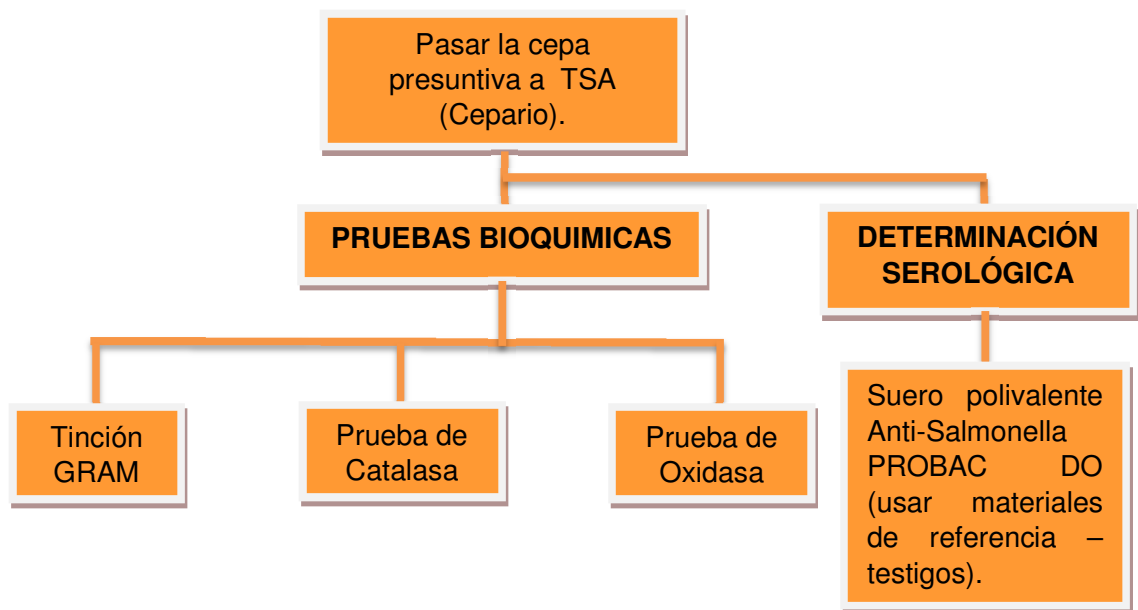 Pasar la cepa
presuntiva a TSA
(Cepario).
PRUEBAS BIOQUIMICAS
DETERMINACIÓN
SEROLÓGICA
Tinción
GRAM
Prueba de
Catalasa
Prueba de
Oxidasa
Suero polivalente
Anti-Salmonella
PROBAC DO
(usar materiales
de referencia –
testigos).